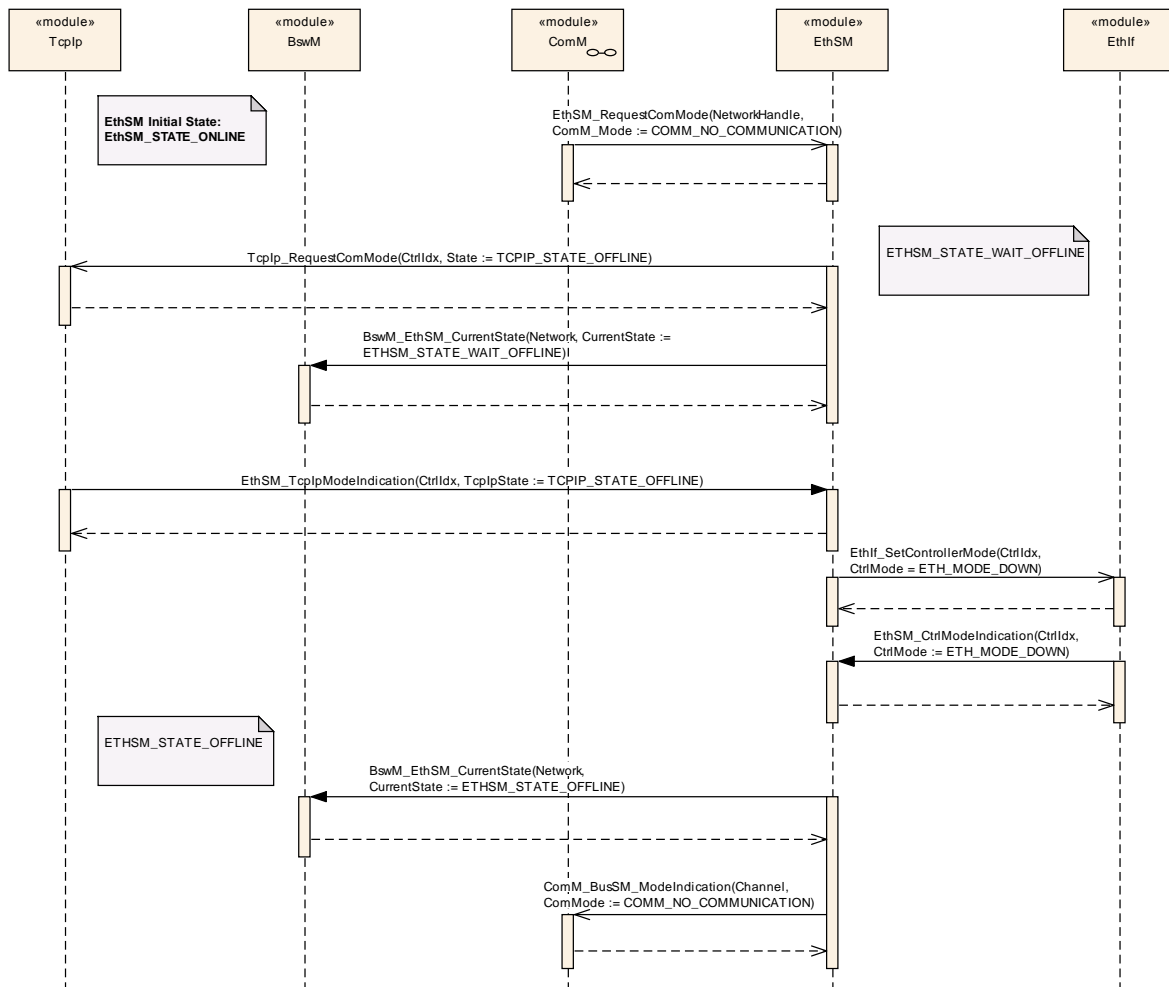 «module»
TcpIp
«module»
BswM
«module»
ComM
«module»
EthSM
«module»
EthIf
EthSM Initial State:
EthSM_STATE_ONLINE
EthSM_RequestComMode(NetworkHandle,
ComM_Mode := COMM_NO_COMMUNICATION)
ETHSM_STATE_WAIT_OFFLINE
TcpIp_RequestComMode(CtrlIdx, State := TCPIP_STATE_OFFLINE)
BswM_EthSM_CurrentState(Network, CurrentState :=
ETHSM_STATE_WAIT_OFFLINE)
EthSM_TcpIpModeIndication(CtrlIdx, TcpIpState := TCPIP_STATE_OFFLINE)
EthIf_SetControllerMode(CtrlIdx,
CtrlMode = ETH_MODE_DOWN)
EthSM_CtrlModeIndication(CtrlIdx,
CtrlMode := ETH_MODE_DOWN)
ETHSM_STATE_OFFLINE
BswM_EthSM_CurrentState(Network,
CurrentState := ETHSM_STATE_OFFLINE)
ComM_BusSM_ModeIndication(Channel,
ComMode := COMM_NO_COMMUNICATION)